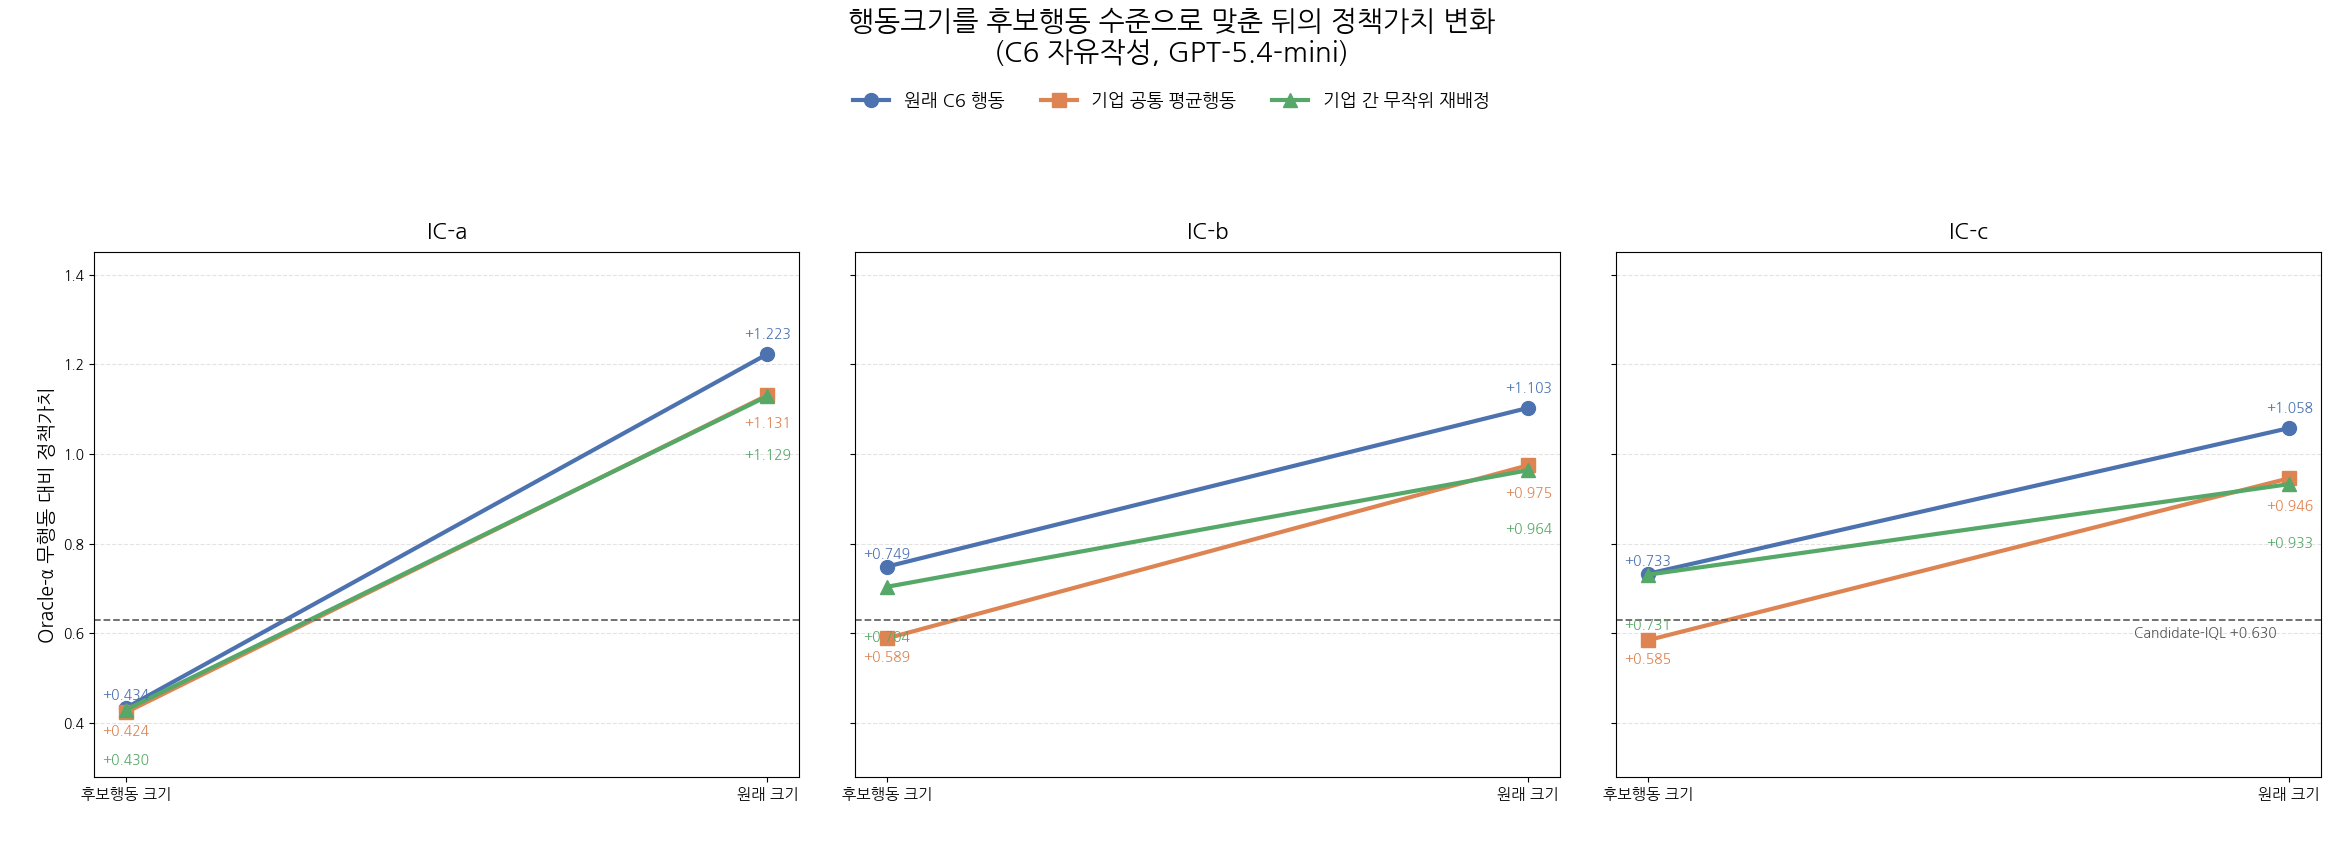 행동크기를 후보행동 수준으로 맞춘 뒤의 정책가치 변화
(C6 자유작성, GPT-5.4-mini)
원래 C6 행동 기업 공통 평균행동 기업 간 무작위 재배정
IC-a
Oracle-α 무행동 대비 정책가치
1.4
1.2
1.0
0.8
0.6
0.4
+1.223
+1.131
+1.129
+0.434
+0.424
+0.430
후보행동 크기 원래 크기
IC-b
+1.103
+0.975
+0.964
+0.749
+0.704
+0.589
후보행동 크기 원래 크기
IC-c
+1.058
+0.946
+0.933
+0.733
+0.731
+0.585
Candidate-IQL +0.630
후보행동 크기 원래 크기